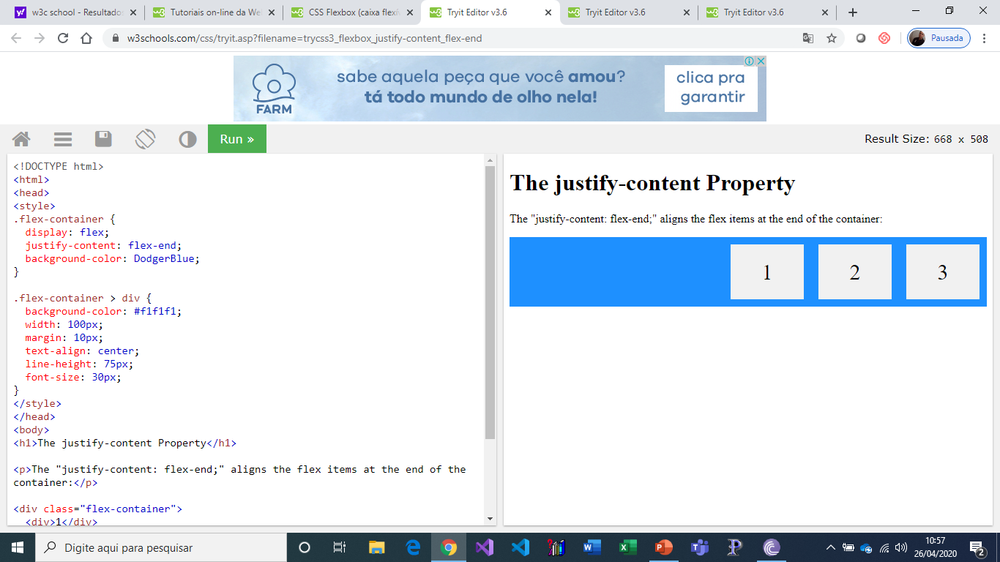 w3c school - Resultados
Tutoriais on-line da We
CSS Flexbox (caixa flexí
Tryit Editor v3.6
Tryit Editor v3.6
Tryit Editor v3.6
w3schools.com/css/tryit.asp?filename=trycss3_flexbox_justify-content_flex-end
Pausada
FARM
sabe aquela peça que você amou?
tá todo mundo de olho nela!
clica pra
garantir
Run »
Result Size: 668 x 508
<!DOCTYPE html>
<html>
<head>
<style>
.flex-container {
  display: flex;
  justify-content: flex-end;
  background-color: DodgerBlue;
}
.flex-container > div {
  background-color: #f1f1f1;
  width: 100px;
  margin: 10px;
  text-align: center;
  line-height: 75px;
  font-size: 30px;
}
</style>
</head>
<body>
<h1>The justify-content Property</h1>
<p>The "justify-content: flex-end;" aligns the flex items at the end of the
container:</p>
<div class="flex-container">
  <div>1</div>
The justify-content Property
The "justify-content: flex-end;" aligns the flex items at the end of the container:
1 2 3
Digite aqui para pesquisar
10:57
26/04/2020
2